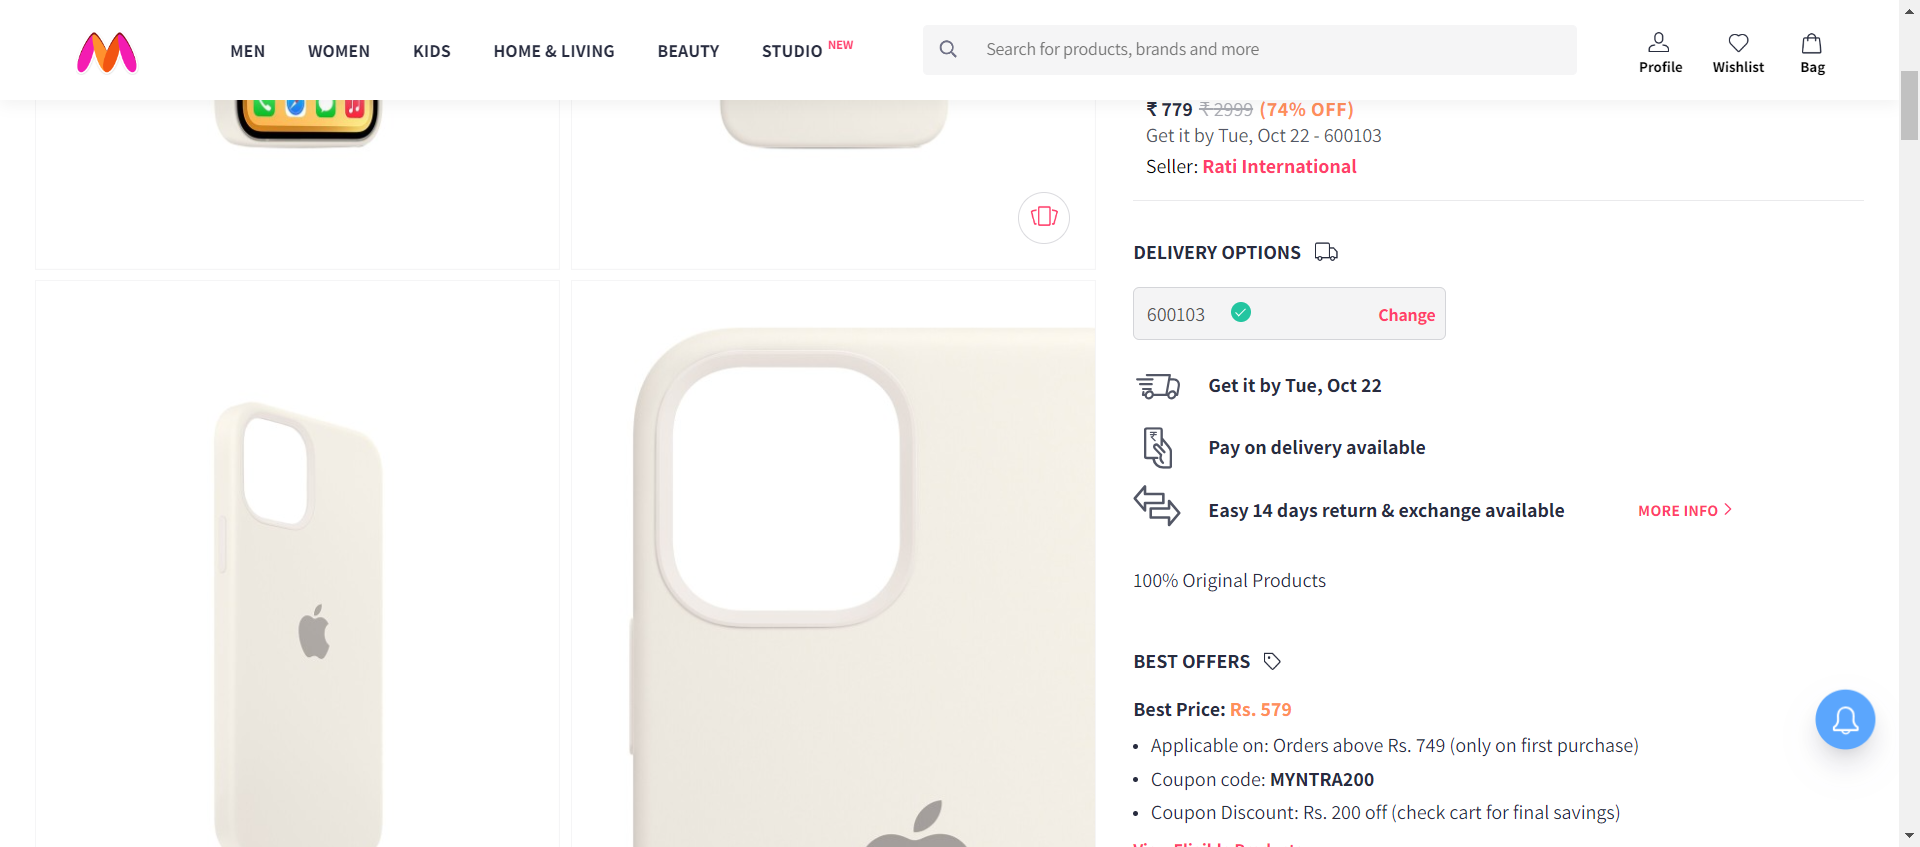 MEN WOMEN KIDS HOME & LIVING BEAUTY STUDIO NEW
Search for products, brands and more
Profile Wishlist Bag
₹ 779 ₹ 2999 (74% OFF)
Get it by Tue, Oct 22 - 600103
Seller: Rati International
DELIVERY OPTIONS
600103 Change
Get it by Tue, Oct 22
Pay on delivery available
Easy 14 days return & exchange available MORE INFO
100% Original Products
BEST OFFERS
Best Price: Rs. 579
• Applicable on: Orders above Rs. 749 (only on first purchase)
• Coupon code: MYNTRA200
• Coupon Discount: Rs. 200 off (check cart for final savings)